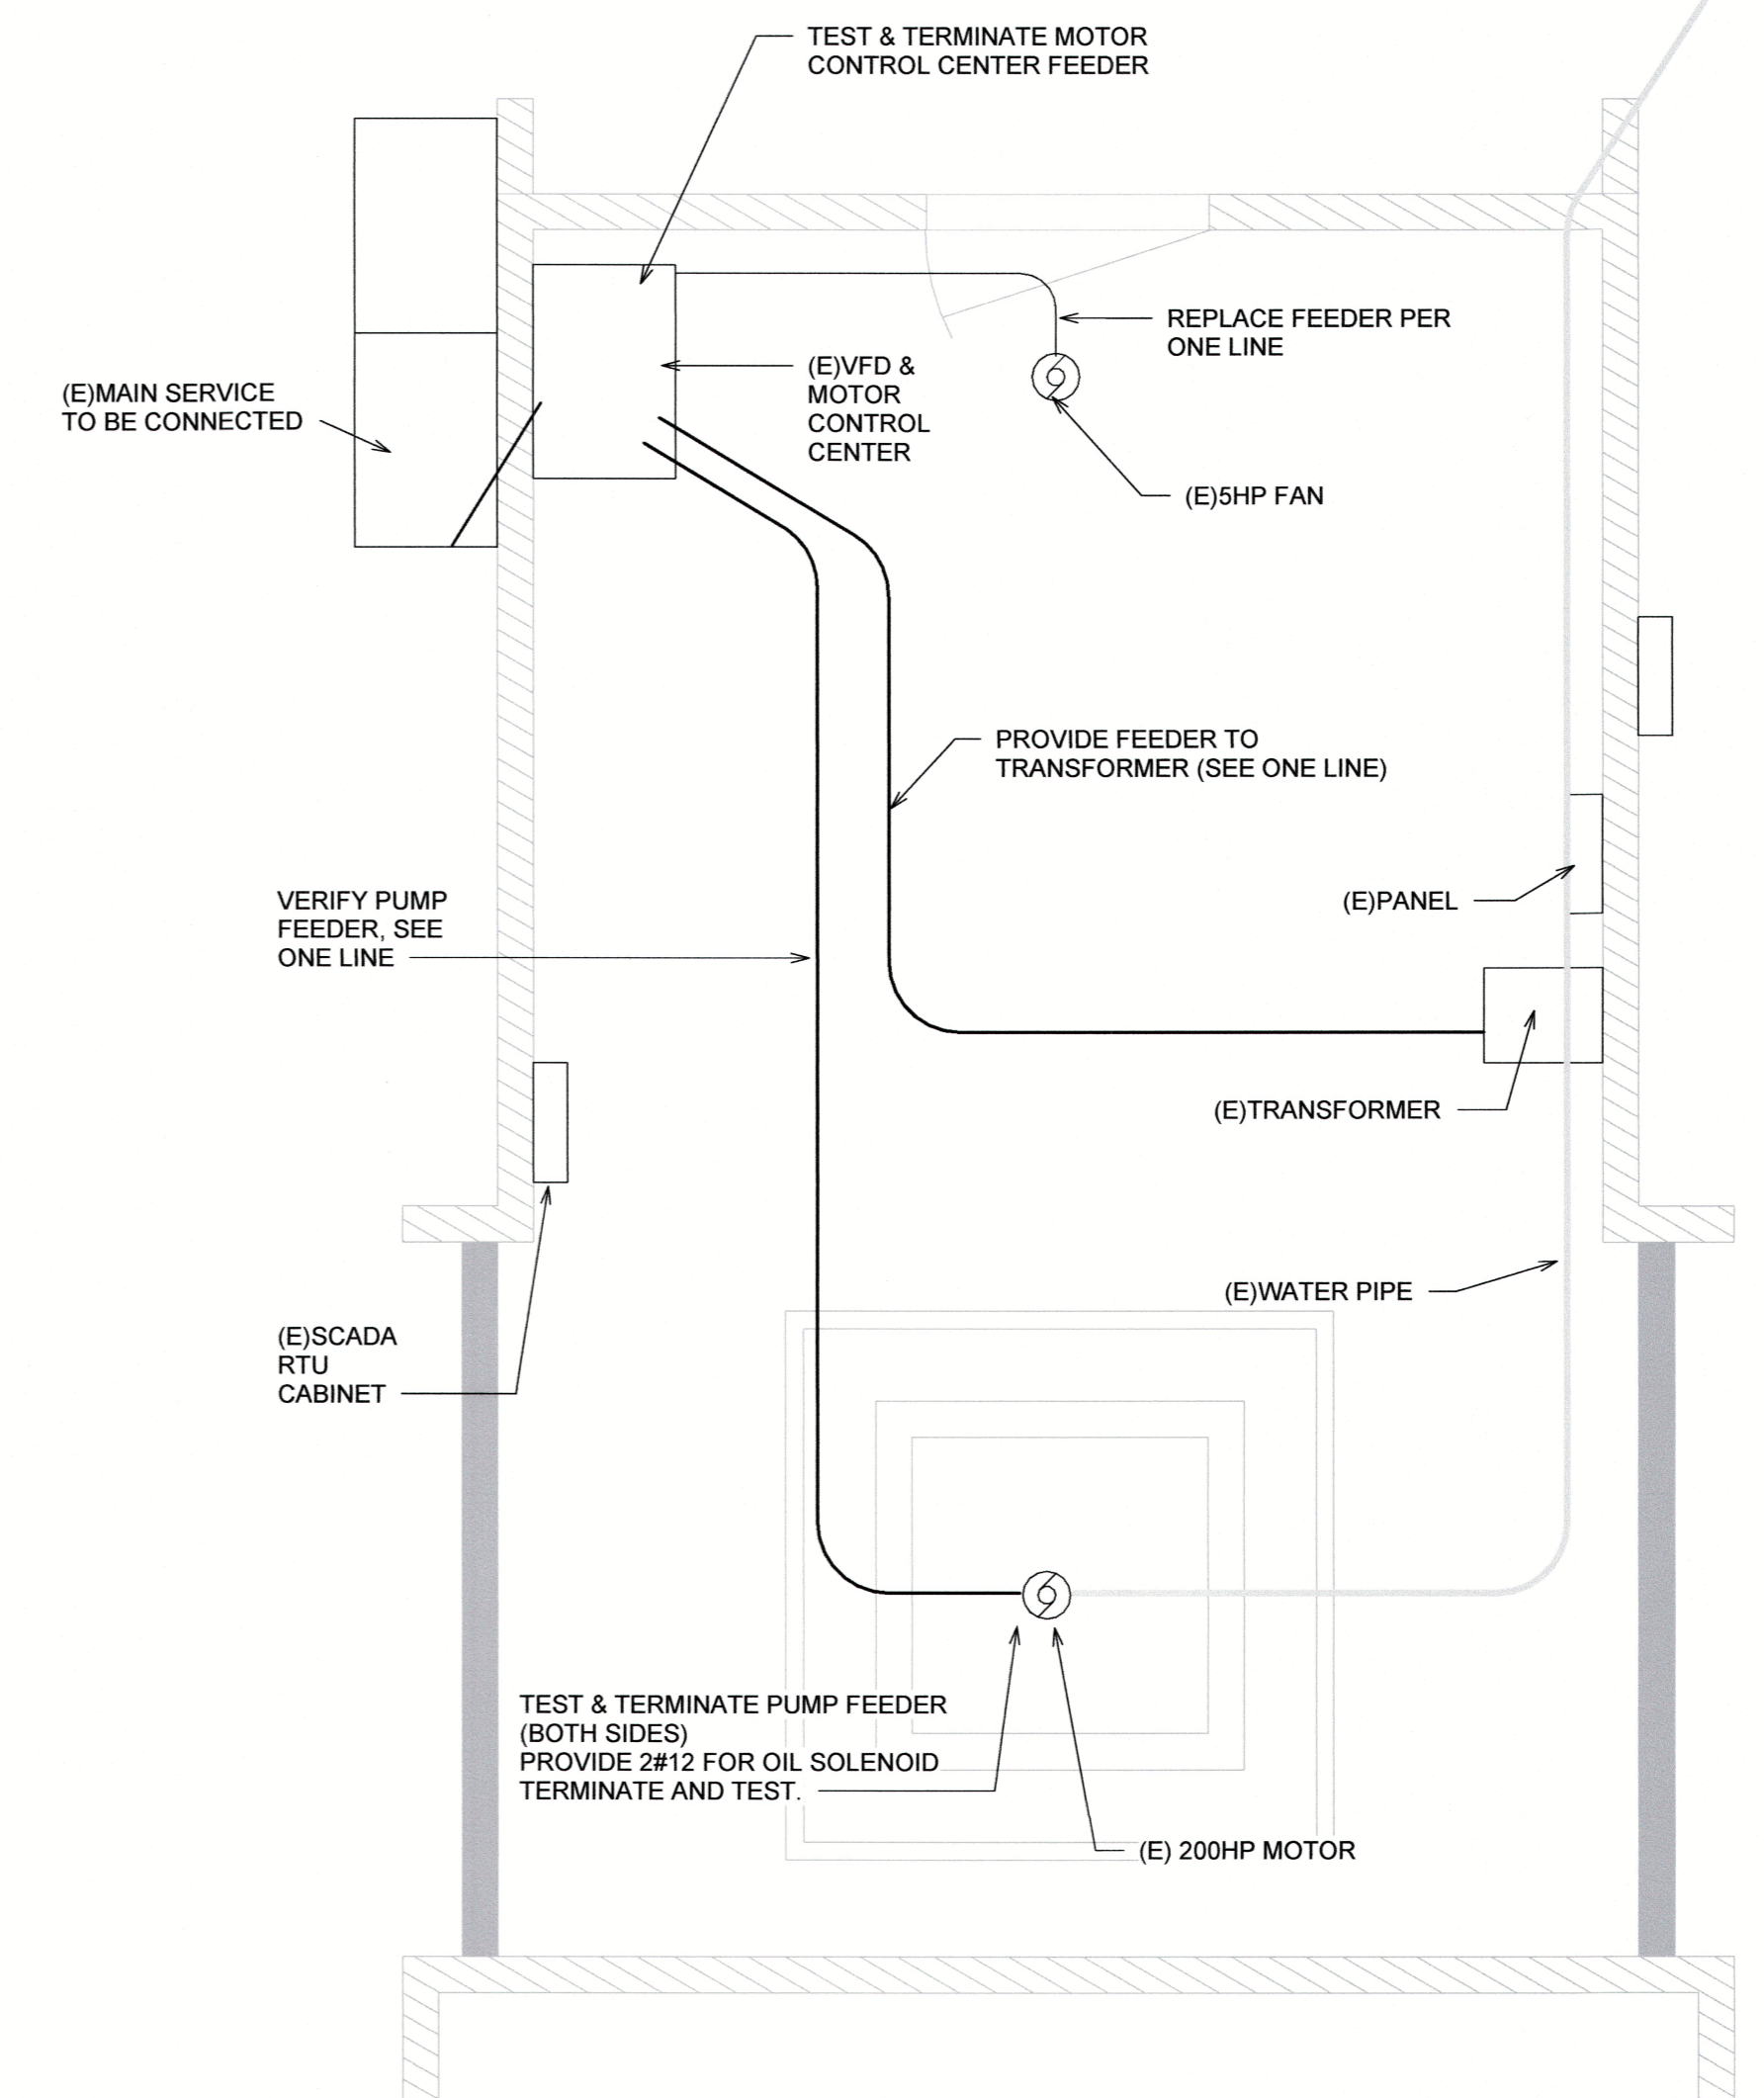 TEST & TERMINATE MOTOR
CONTROL CENTER FEEDER
REPLACE FEEDER PER
ONE LINE
(E)VFD &
MOTOR
CONTROL
CENTER
(E)MAIN SERVICE
TO BE CONNECTED
(E)5HP FAN
PROVIDE FEEDER TO
TRANSFORMER (SEE ONE LINE)
VERIFY PUMP
FEEDER, SEE
ONE LINE
(E)PANEL
(E)TRANSFORMER
(E)WATER PIPE
(E)SCADA
RTU
CABINET
TEST & TERMINATE PUMP FEEDER
(BOTH SIDES)
PROVIDE 2#12 FOR OIL SOLENOID
TERMINATE AND TEST.
(E) 200HP MOTOR